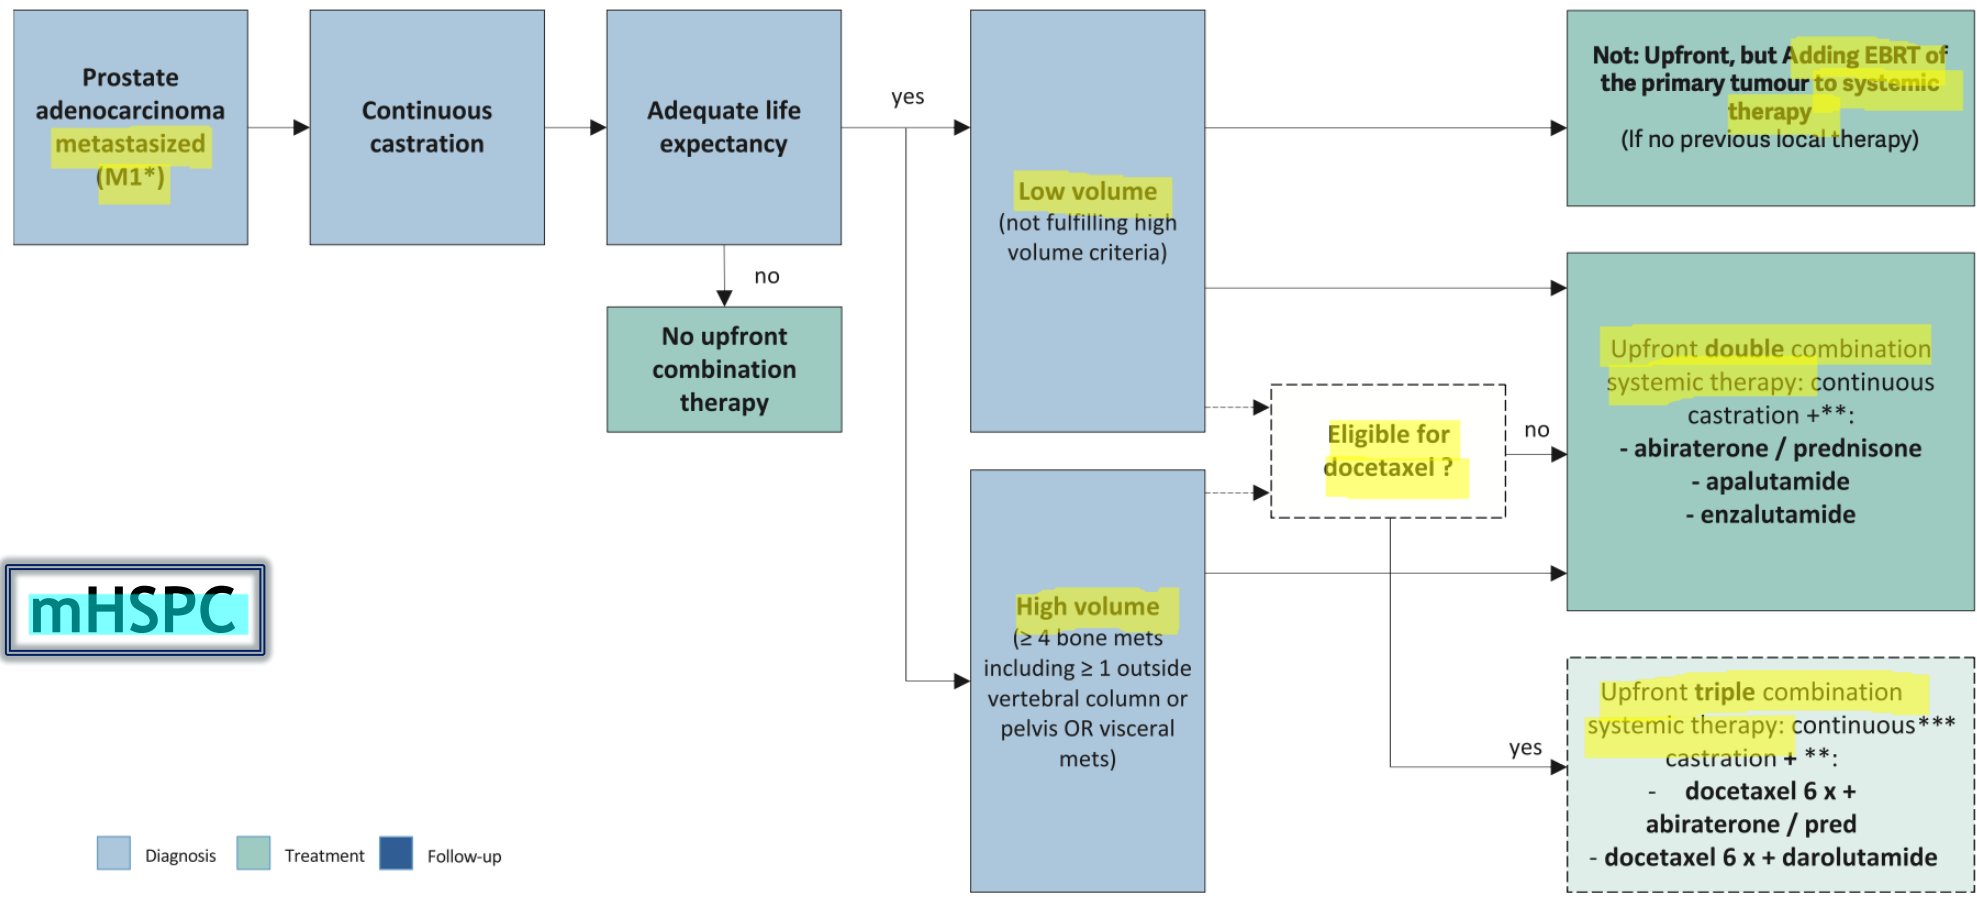 Prostate
adenocarcinoma
metastasized
(M1*)
Continuous
castration
Adequate life
expectancy
yes
no
No upfront
combination
therapy
Low volume
(not fulfilling high
volume criteria)
High volume
(≥ 4 bone mets
including ≥ 1 outside
vertebral column or
pelvis OR visceral
mets)
Eligible for
docetaxel ?
no
yes
Not: Upfront, but Adding EBRT of
the primary tumour to systemic
therapy
(If no previous local therapy)
Upfront double combination
systemic therapy: continuous
castration +**:
- abiraterone / prednisone
- apalutamide
- enzalutamide
Upfront triple combination
systemic therapy: continuous***
castration + **:
- docetaxel 6 x +
abiraterone / pred
- docetaxel 6 x + darolutamide
mHSPC
Diagnosis
Treatment
Follow-up